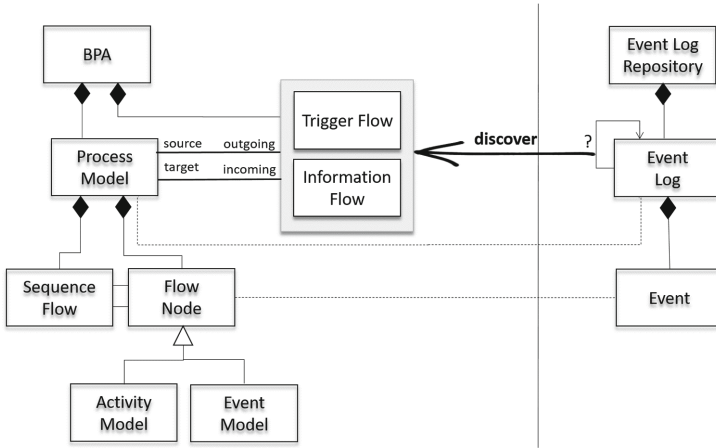 BPA
Event Log
Repository
Trigger Flow
source outgoing
discover
?
Process
Model
target incoming
Information
Flow
Event
Log
Sequence
Flow
Flow
Node
Event
Activity
Model
Event
Model